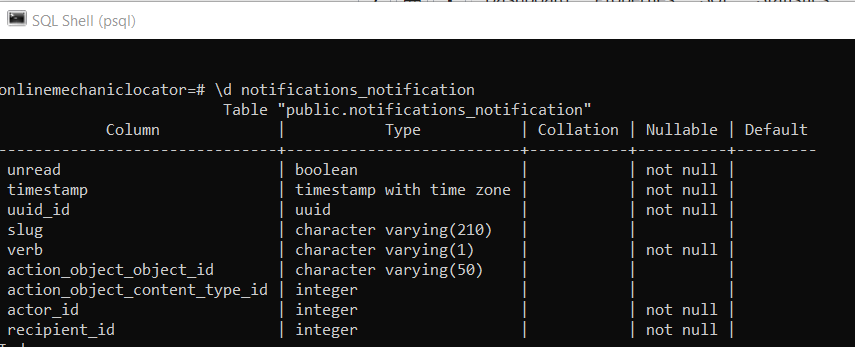 SQL Shell (psql)
onlinemechaniclocator=# \d notifications_notification
Table "public.notifications_notification"
Column | Type | Collation | Nullable | Default
-------------------------------+--------------------------+-----------+----------+---------
unread | boolean | | not null |
timestamp | timestamp with time zone | | not null |
uuid_id | uuid | | not null |
slug | character varying(210) | | |
verb | character varying(1) | | not null |
action_object_object_id | character varying(50) | | |
action_object_content_type_id | integer | | |
actor_id | integer | | not null |
recipient_id | integer | | not null |